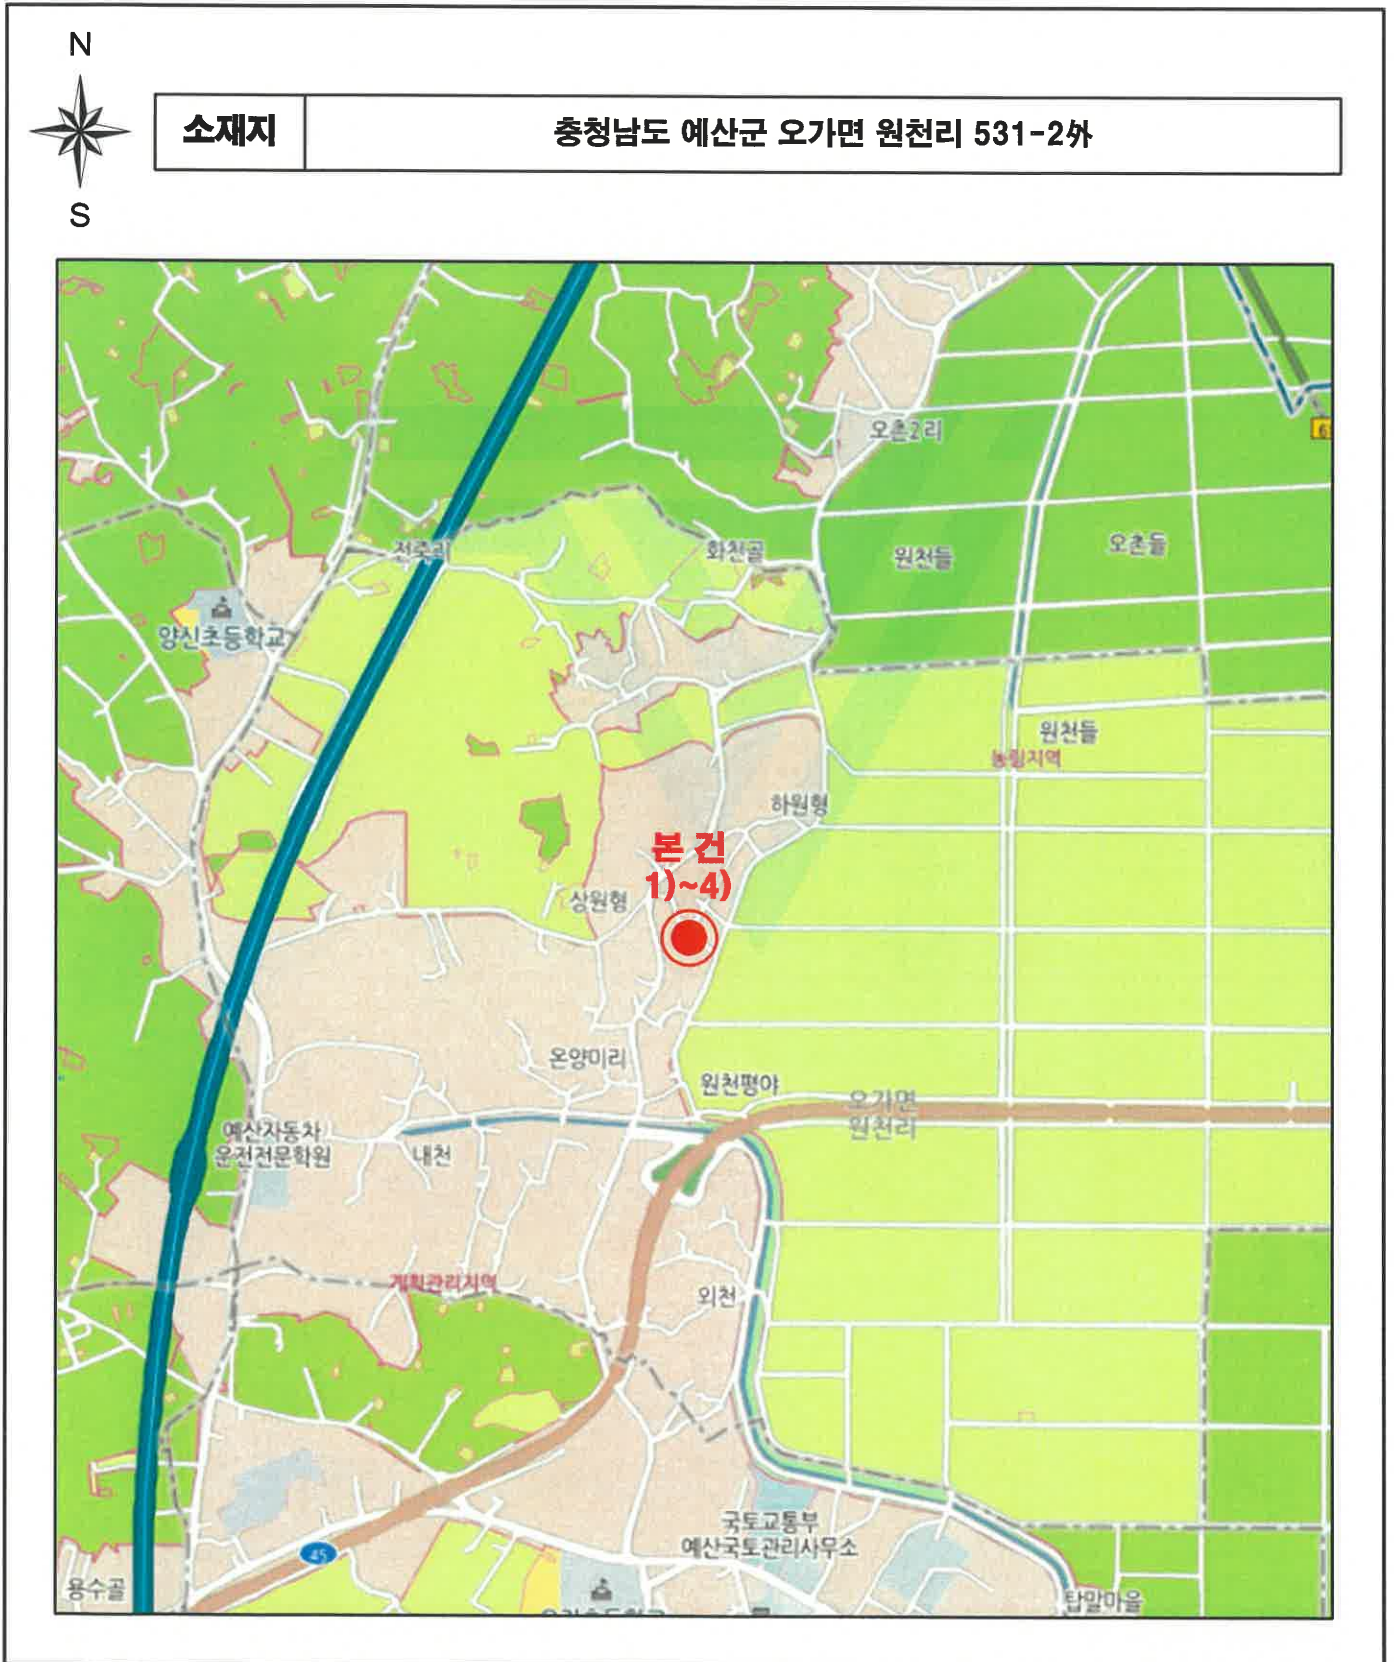 N
S
소재지
충청남도 예산군 오가면 원천리 531-2外
오촌2리
6
화천골
원천들
오촌들
양신초등학교
원천들
농림지역
하원형
본 건
1)~4)
상원형
온양미리
원천평야
오가면
원천리
예산자동차
운전전문학원
내천
계획관리지역
외천
국토교통부
예산국토관리사무소
45
용수골
탑말마을